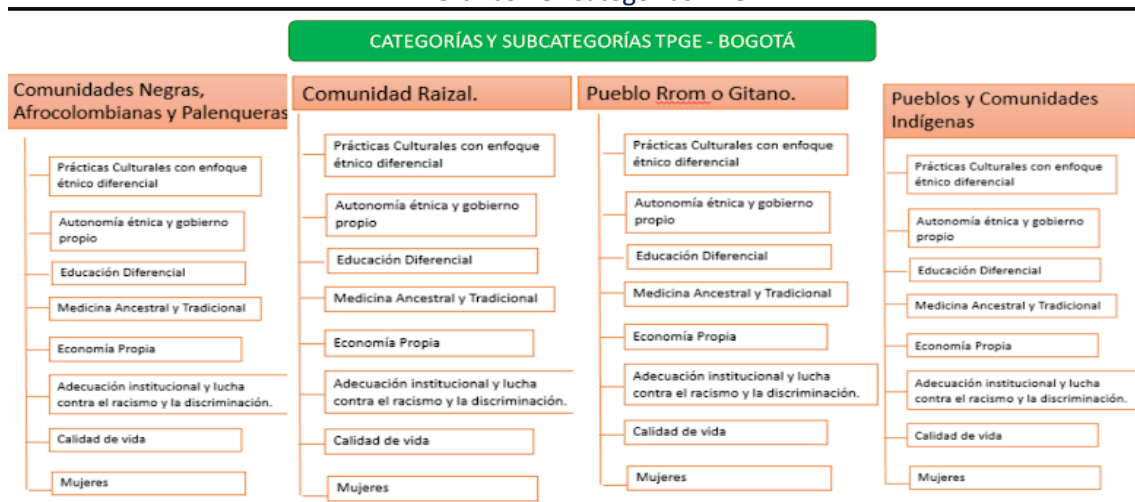 CATEGORÍAS Y SUBCATEGORÍAS TPGE - BOGOTÁ
Comunidades Negras,
Afrocolombianas y Palenqueras
Prácticas Culturales con enfoque
étnico diferencial
Autonomía étnica y gobierno
propio
Educación Diferencial
Medicina Ancestral y Tradicional
Economía Propia
Adecuación institucional y lucha
contra el racismo y la discriminación.
Calidad de vida
Mujeres
Comunidad Raizal.
Prácticas Culturales con enfoque
étnico diferencial
Autonomía étnica y gobierno
propio
Educación Diferencial
Medicina Ancestral y Tradicional
Economía Propia
Adecuación institucional y lucha
contra el racismo y la discriminación.
Calidad de vida
Mujeres
Pueblo Rrom o Gitano.
Prácticas Culturales con enfoque
étnico diferencial
Autonomía étnica y gobierno
propio
Educación Diferencial
Medicina Ancestral y Tradicional
Economía Propia
Adecuación institucional y lucha
contra el racismo y la discriminación.
Calidad de vida
Mujeres
Pueblos y Comunidades
Indígenas
Prácticas Culturales con enfoque
étnico diferencial
Autonomía étnica y gobierno
propio
Educación Diferencial
Medicina Ancestral y Tradicional
Economía Propia
Adecuación institucional y lucha
contra el racismo y la discriminación.
Calidad de vida
Mujeres